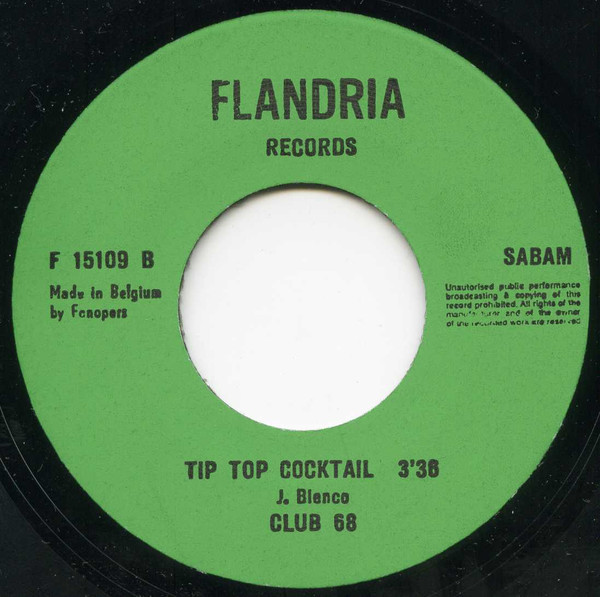 FLANDRIA
RECORDS
F 15109 B
Made in Belgium
by Fenopers
SABAM
Unautorised public performance
broadcasting & copying of this
record prohibited. All rights of the
manufacturer and of the owner
of the recorded work are reserved
TIP TOP COCKTAIL 3'36
J. Blenco
CLUB 68